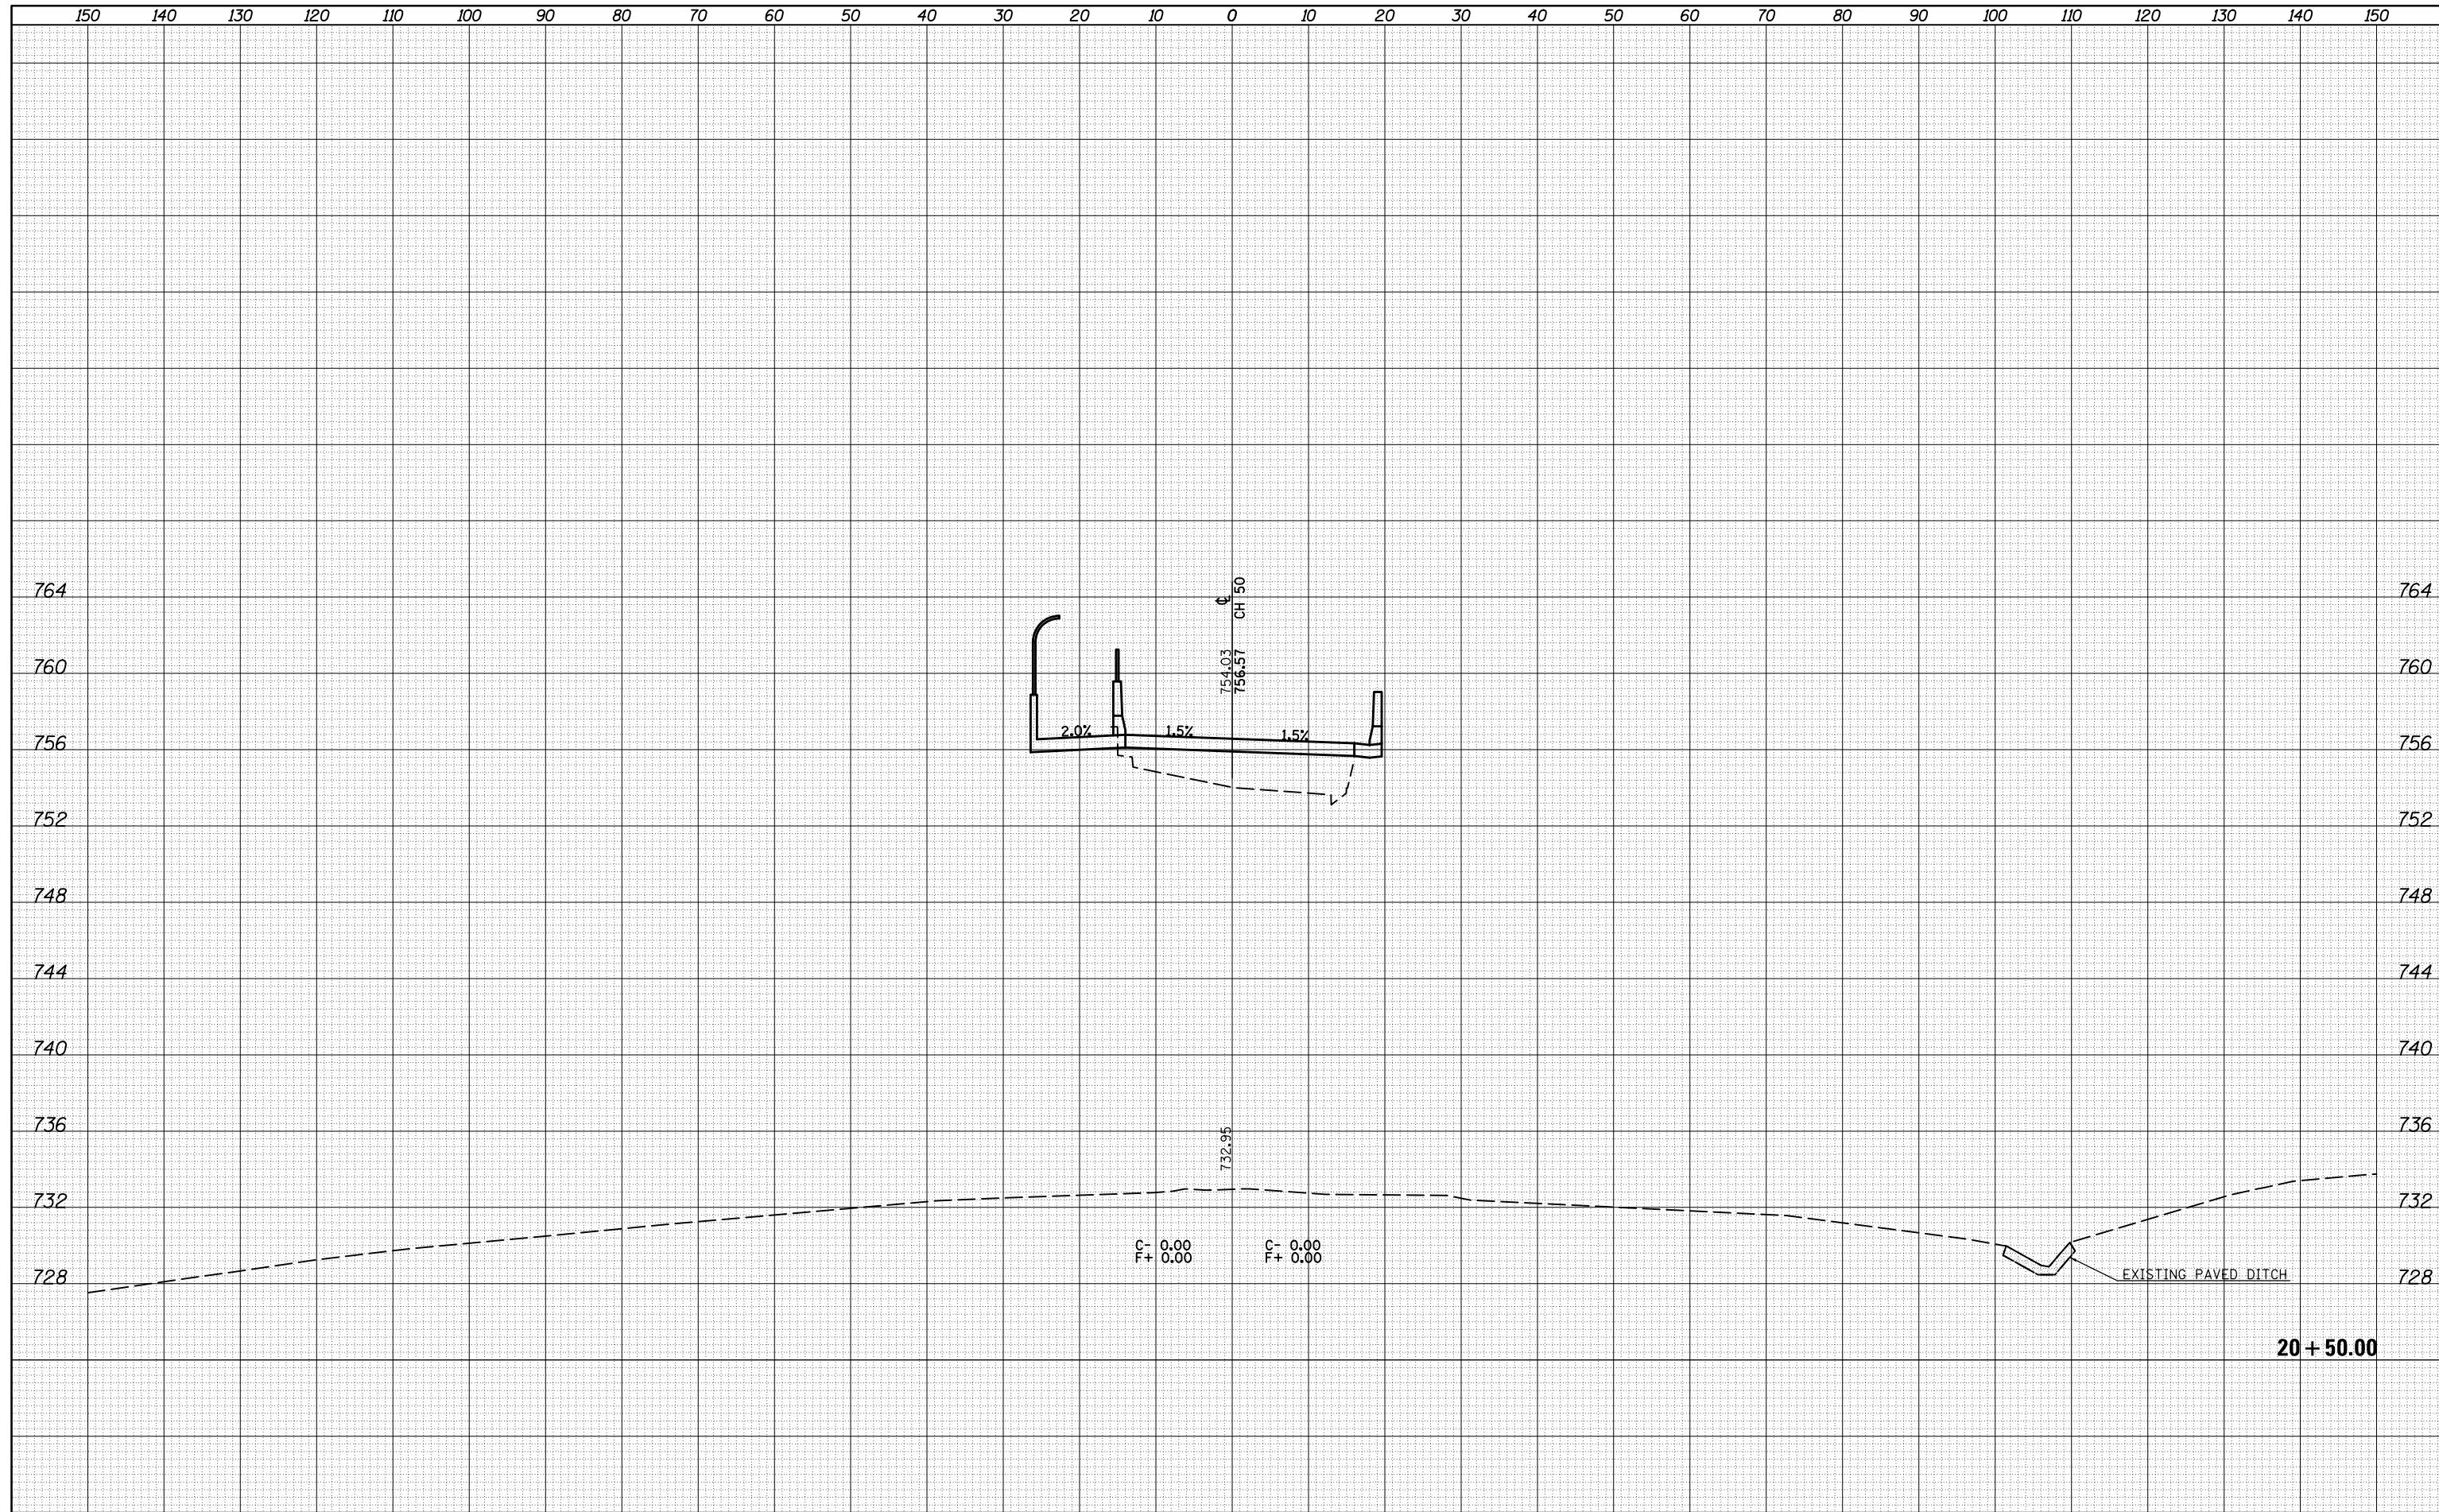 150 140 130 120 110 100 90 80 70 60 50 40 30 20 10 0 10 20 30 40 50 60 70 80 90 100 110 120 130 140 150
℄ CH 50
754.03
756.57
764 764
760 760
2.0% 1.5% 1.5%
756 756
752 752
748 748
744 744
740 740
736 736
732.95
732 732
C- 0.00 C- 0.00
F+ 0.00 F+ 0.00
728 EXISTING PAVED DITCH 728
20+50.00